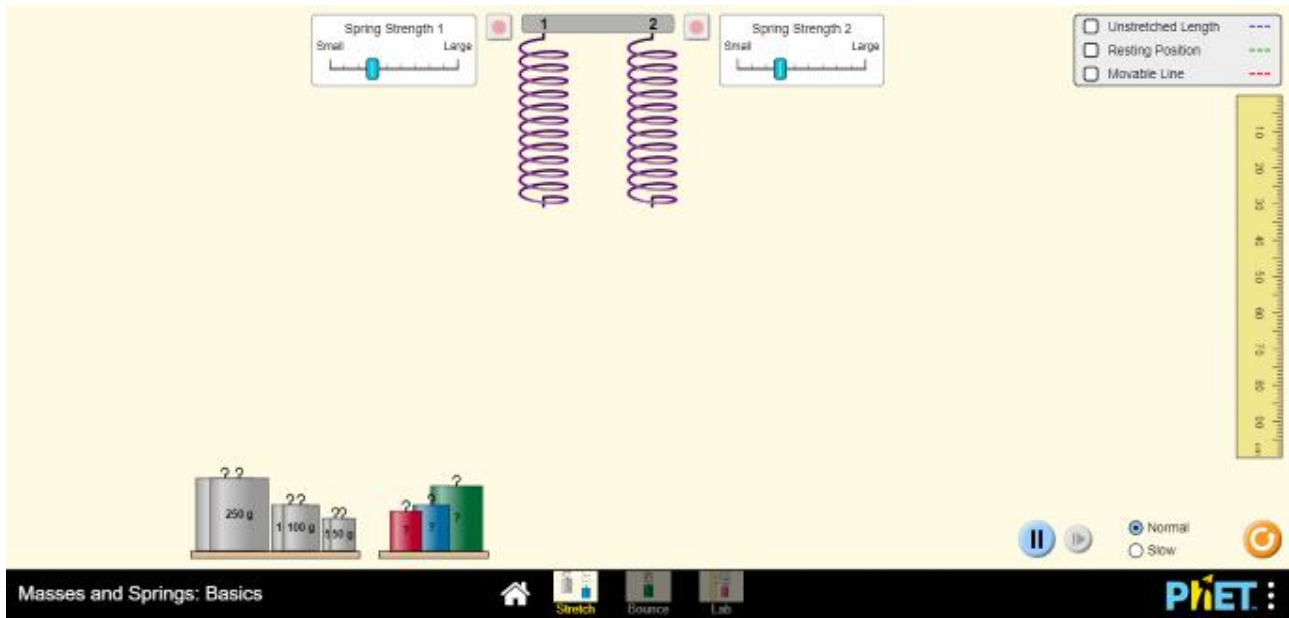 Spring Strength 1
Small Large
1 2
Spring Strength 2
Small Large
Unstretched Length
Resting Position
Movable Line
10
20
30
40
50
60
70
80
90
cm
? ?
250 g
? ?
1 100 g
??
50 g
? ? ?
? ? ?
Normal
Slow
Masses and Springs: Basics
Stretch
Bounce
Lab
PhET